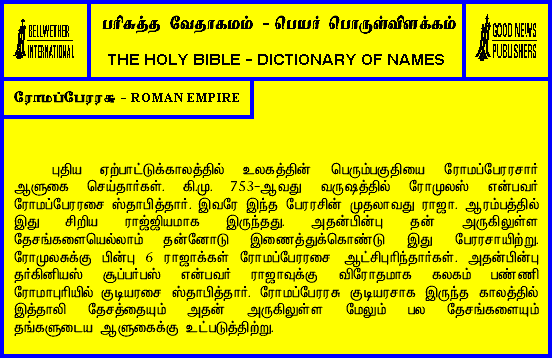 BELLWETHER
INTERNATIONAL
பரிசுத்த வேதாகமம் - பெயர் பொருள்விளக்கம்
THE HOLY BIBLE - DICTIONARY OF NAMES
GOOD NEWS
PUBLISHERS
ரோமப்பேரரசு - ROMAN EMPIRE
புதிய ஏற்பாட்டுக்காலத்தில் உலகத்தின் பெரும்பகுதியை ரோமப்பேரரசார்
ஆளுகை செய்தார்கள். கி.மு. 753-ஆவது வருஷத்தில் ரோமுலஸ் என்பவர்
ரோமப்பேரரசை ஸ்தாபித்தார். இவரே இந்த பேரரசின் முதலாவது ராஜா. ஆரம்பத்தில்
இது சிறிய ராஜ்ஜியமாக இருந்தது. அதன்பின்பு தன் அருகிலுள்ள
தேசங்களையெல்லாம் தன்னோடு இணைத்துக்கொண்டு இது பேரரசாயிற்று.
ரோமுலசுக்கு பின்பு 6 ராஜாக்கள் ரோமப்பேரரசை ஆட்சிபுரிந்தார்கள். அதன்பின்பு
தர்கினியஸ் சூப்பர்பஸ் என்பவர் ராஜாவுக்கு விரோதமாக கலகம் பண்ணி
ரோமாபுரியில் குடியரசை ஸ்தாபித்தார். ரோமப்பேரரசு குடியரசாக இருந்த காலத்தில்
இத்தாலி தேசத்தையும் அதன் அருகிலுள்ள மேலும் பல தேசங்களையும்
தங்களுடைய ஆளுகைக்கு உட்படுத்திற்று.